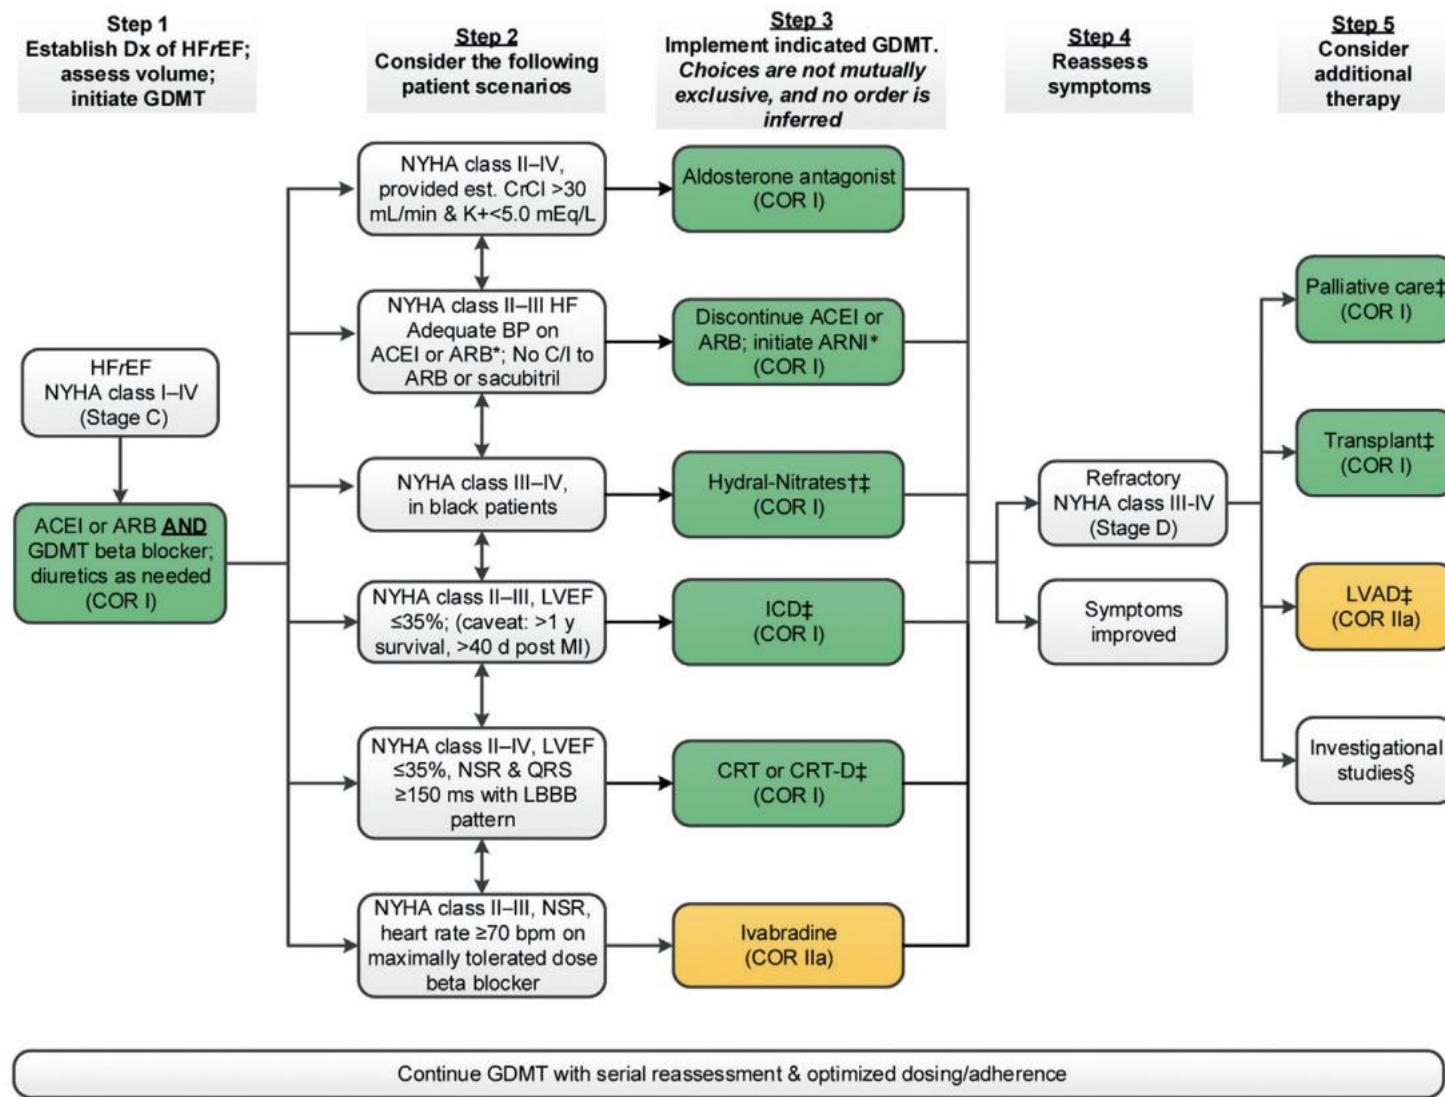 Step 1
Establish Dx of HFrEF;
assess volume;
initiate GDMT
Step 2
Consider the following
patient scenarios
Step 3
Implement indicated GDMT.
Choices are not mutually
exclusive, and no order is
inferred
Step 4
Reassess
symptoms
Step 5
Consider
additional
therapy
HFrEF
NYHA class I–IV
(Stage C)
ACEI or ARB AND
GDMT beta blocker;
diuretics as needed
(COR I)
NYHA class II–IV,
provided est. CrCl >30
mL/min & K+<5.0 mEq/L
Aldosterone antagonist
(COR I)
NYHA class II–III HF
Adequate BP on
ACEI or ARB*; No C/I to
ARB or sacubitril
Discontinue ACEI or
ARB; initiate ARNI*
(COR I)
NYHA class III–IV,
in black patients
Hydral-Nitrates†‡
(COR I)
NYHA class II–III, LVEF
≤35%; (caveat: >1 y
survival, >40 d post MI)
ICD‡
(COR I)
NYHA class II–IV, LVEF
≤35%, NSR & QRS
≥150 ms with LBBB
pattern
CRT or CRT-D‡
(COR I)
NYHA class II–III, NSR,
heart rate ≥70 bpm on
maximally tolerated dose
beta blocker
Ivabradine
(COR IIa)
Refractory
NYHA class III-IV
(Stage D)
Symptoms
improved
Palliative care‡
(COR I)
Transplant‡
(COR I)
LVAD‡
(COR IIa)
Investigational
studies§
Continue GDMT with serial reassessment & optimized dosing/adherence